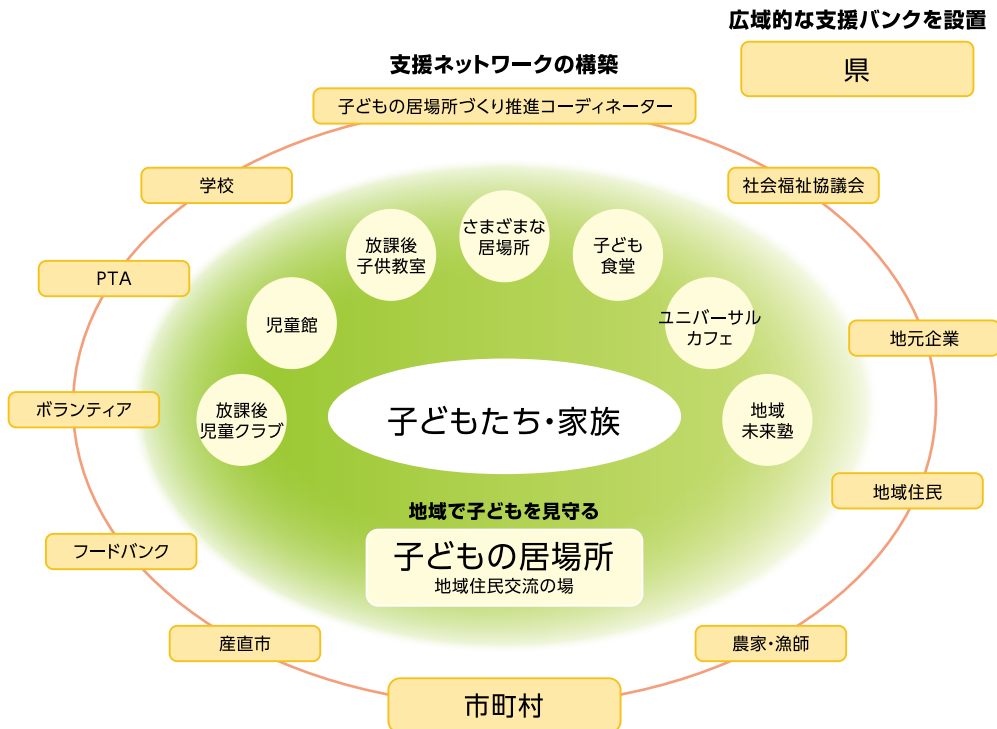 広域的な支援バンクを設置
県
支援ネットワークの構築
子どもの居場所づくり推進コーディネーター
学校
社会福祉協議会
PTA
地元企業
ボランティア
地域住民
フードバンク
産直市
農家・漁師
市町村
さまざまな
居場所
放課後
子供教室
子ども
食堂
児童館
ユニバーサル
カフェ
放課後
児童クラブ
地域
未来塾
子どもたち・家族
地域で子どもを見守る
子どもの居場所
地域住民交流の場